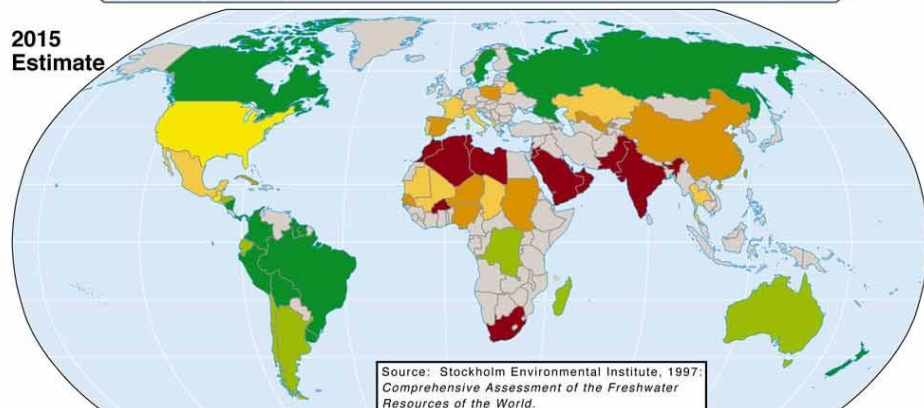 2015
Estimate
Source: Stockholm Environmental Institute, 1997:
Comprehensive Assessment of the Freshwater
Resources of the World.